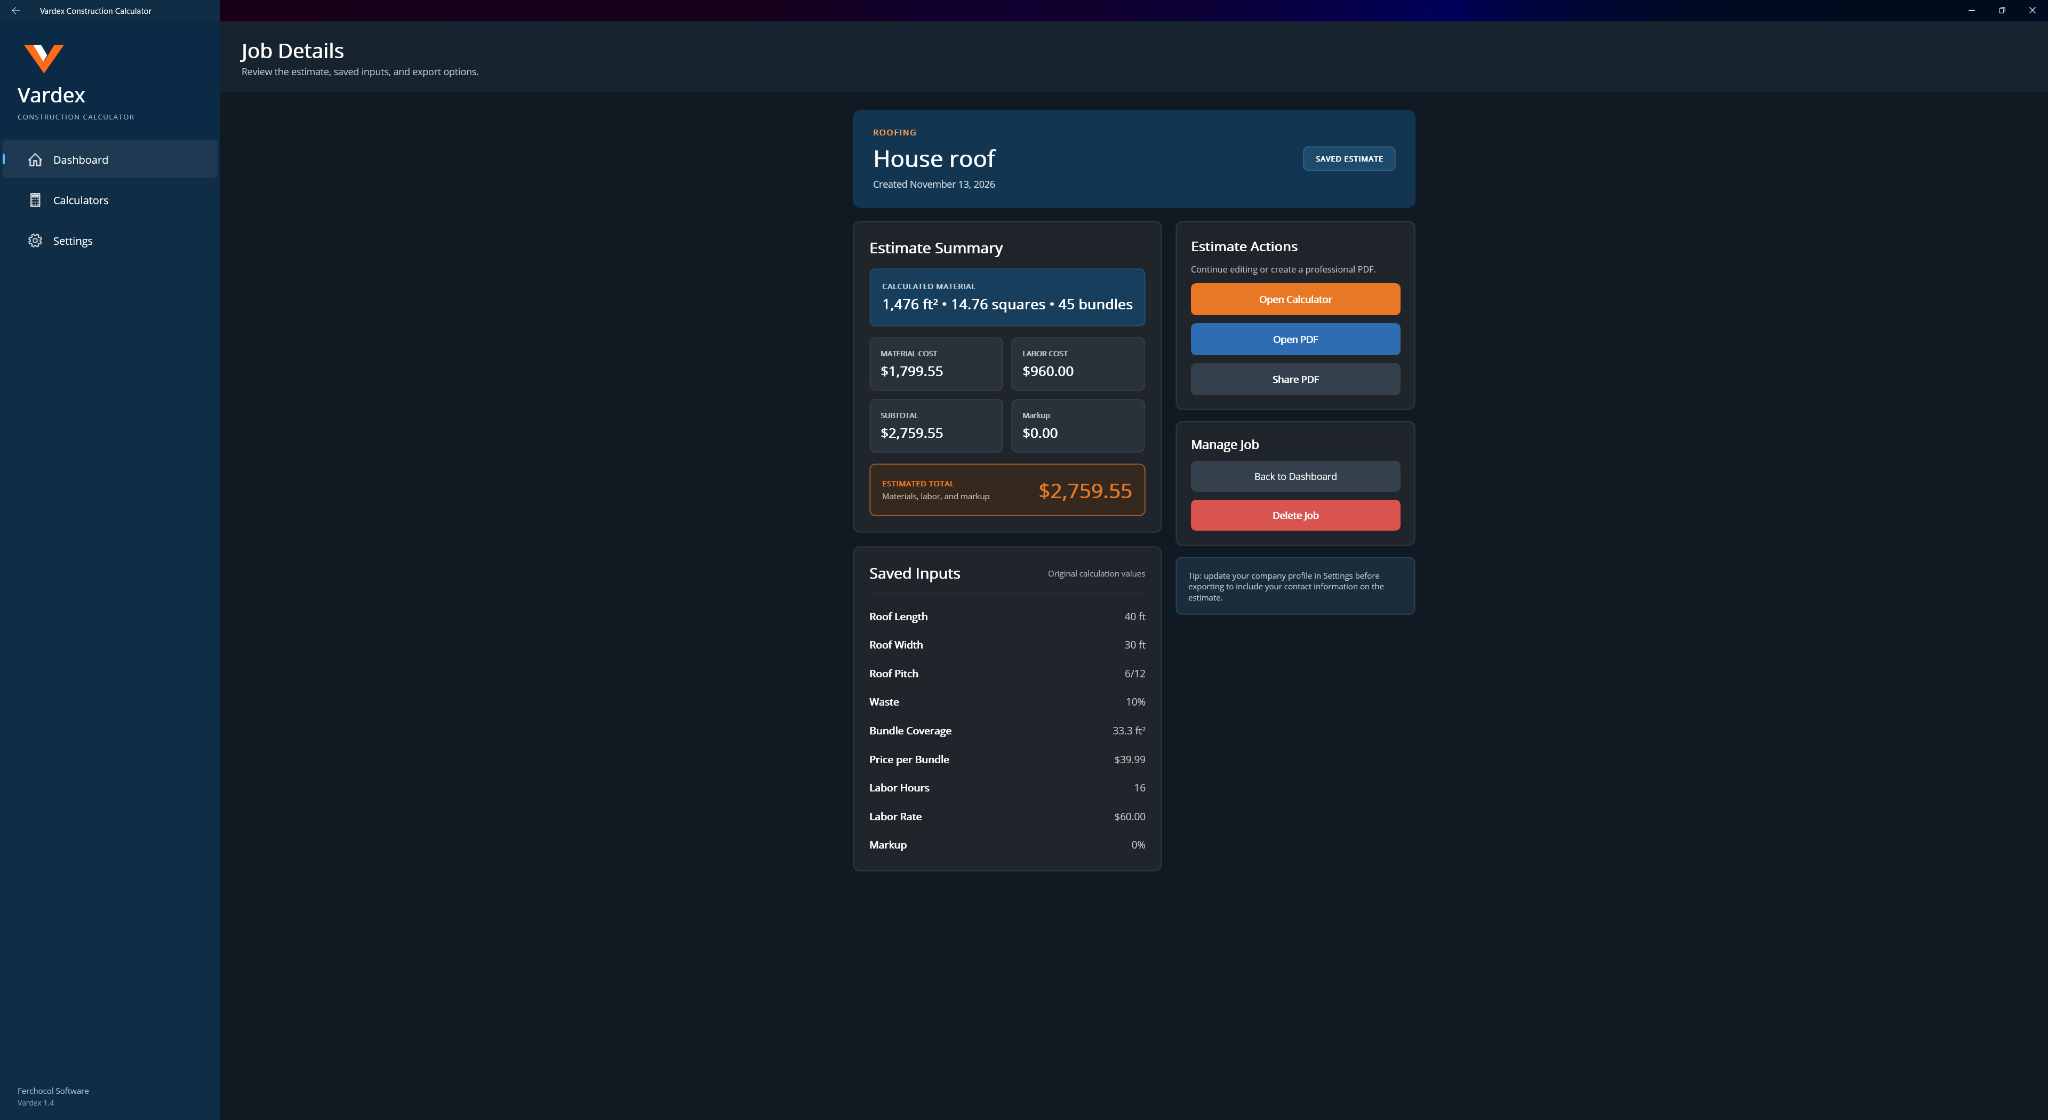 Vardex Construction Calculator
Vardex
CONSTRUCTION CALCULATOR
Dashboard
Calculators
Settings
Ferchocol Software
Vardex 1.4
Job Details
Review the estimate, saved inputs, and export options.
ROOFING
House roof
Created November 13, 2026
SAVED ESTIMATE
Estimate Summary
CALCULATED MATERIAL
1,476 ft² • 14.76 squares • 45 bundles
MATERIAL COST
$1,799.55
LABOR COST
$960.00
SUBTOTAL
$2,759.55
Markup
$0.00
ESTIMATED TOTAL
Materials, labor, and markup
$2,759.55
Saved Inputs
Original calculation values
Roof Length 40 ft
Roof Width 30 ft
Roof Pitch 6/12
Waste 10%
Bundle Coverage 33.3 ft²
Price per Bundle $39.99
Labor Hours 16
Labor Rate $60.00
Markup 0%
Estimate Actions
Continue editing or create a professional PDF.
Open Calculator
Open PDF
Share PDF
Manage Job
Back to Dashboard
Delete Job
Tip: update your company profile in Settings before
exporting to include your contact information on the
estimate.